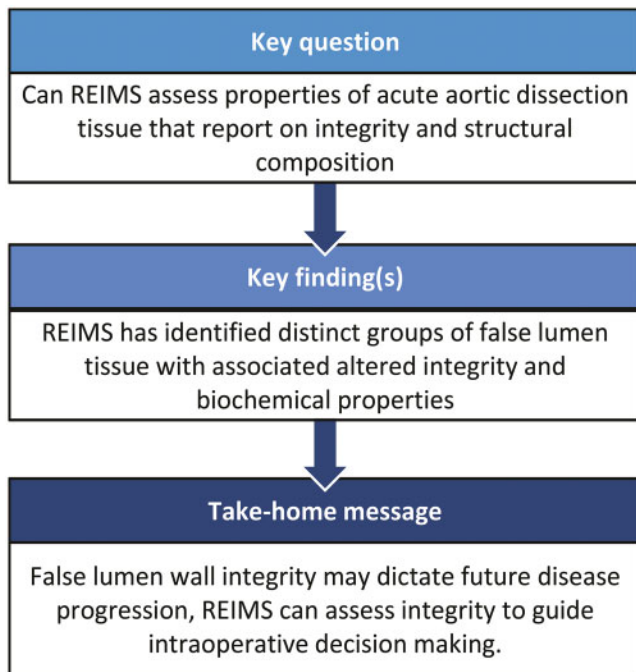 Key question
Can REIMS assess properties of acute aortic dissection
tissue that report on integrity and structural
composition
Key finding(s)
REIMS has identified distinct groups of false lumen
tissue with associated altered integrity and
biochemical properties
Take-home message
False lumen wall integrity may dictate future disease
progression, REIMS can assess integrity to guide
intraoperative decision making.